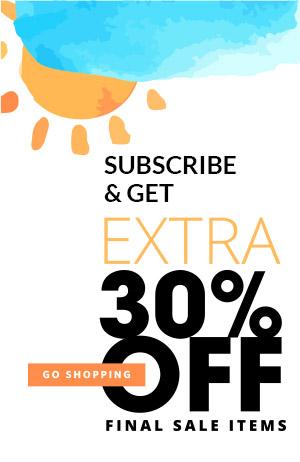 SUBSCRIBE
& GET
EXTRA
30%
OFF
GO SHOPPING
FINAL SALE ITEMS